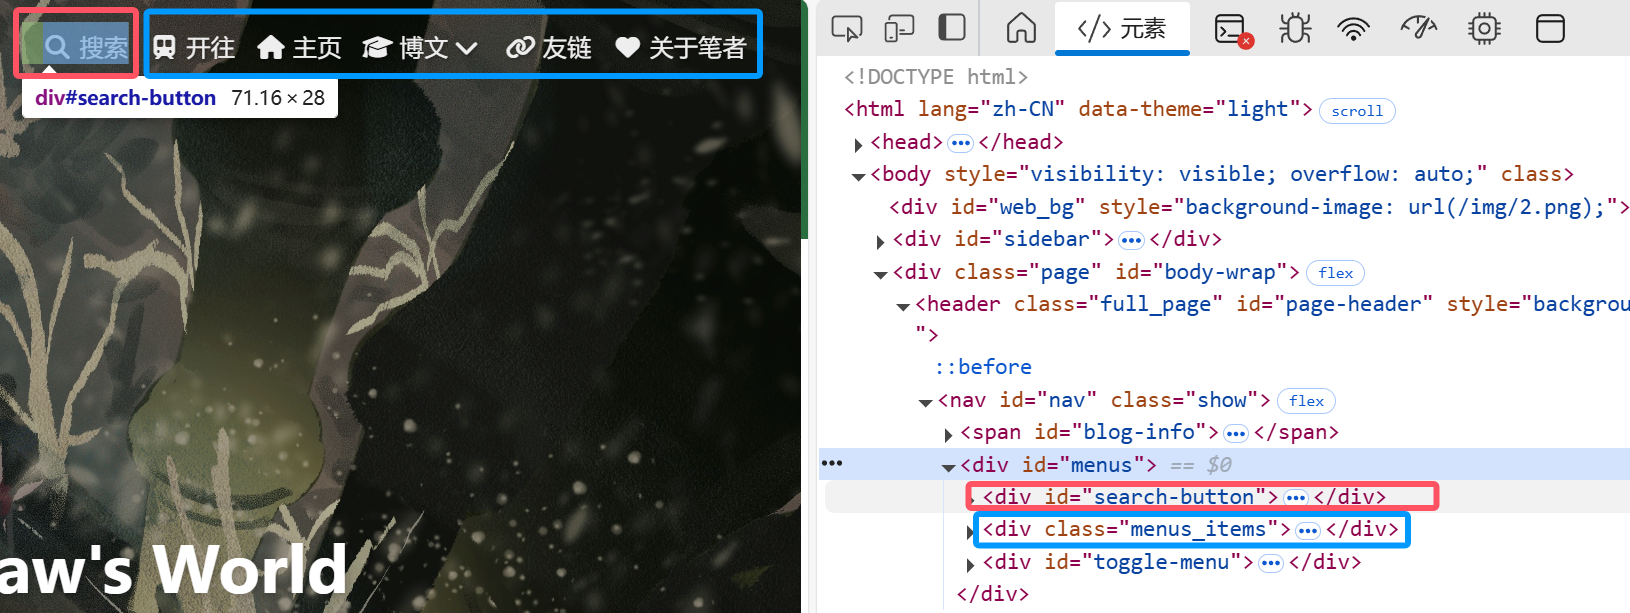 搜索 开往 主页 博文 友链 关于笔者
div#search-button 71.16 × 28
aw's World
</> 元素
<!DOCTYPE html>
<html lang="zh-CN" data-theme="light"> scroll
<head> ••• </head>
<body style="visibility: visible; overflow: auto;" class>
<div id="web_bg" style="background-image: url(/img/2.png);">
<div id="sidebar"> ••• </div>
<div class="page" id="body-wrap"> flex
<header class="full_page" id="page-header" style="backgrou
">
::before
<nav id="nav" class="show"> flex
<span id="blog-info"> ••• </span>
••• <div id="menus"> == $0
<div id="search-button"> ••• </div>
<div class="menus_items"> ••• </div>
<div id="toggle-menu"> ••• </div>
</div>